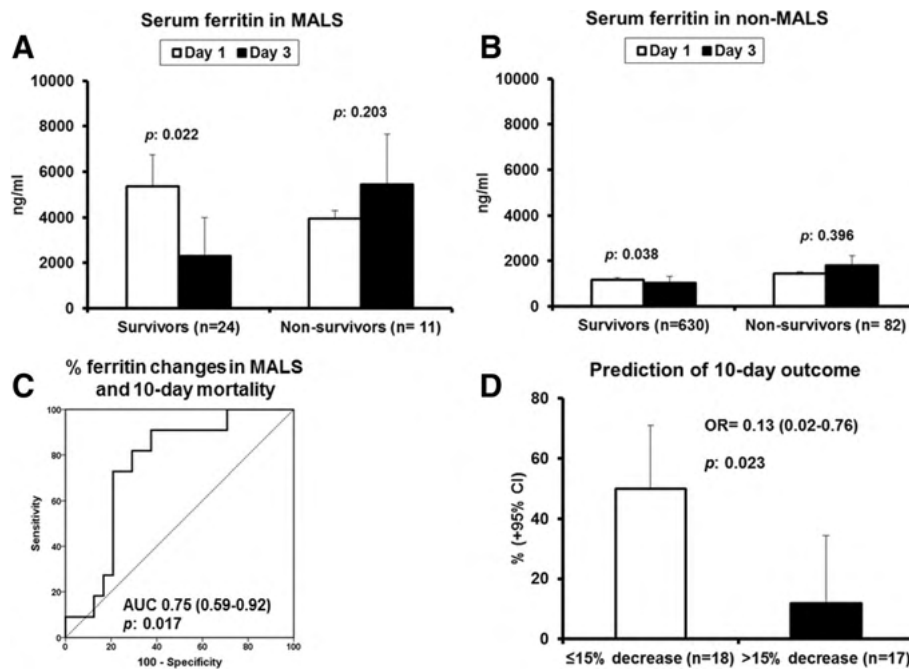 Serum ferritin in MALS
A
Day 1 Day 3
10000
8000
6000
4000
2000
0
ng/ml
p: 0.022
p: 0.203
Survivors (n=24) Non-survivors (n= 11)
Serum ferritin in non-MALS
B
Day 1 Day 3
10000
8000
6000
4000
2000
0
ng/ml
p: 0.038
p: 0.396
Survivors (n=630) Non-survivors (n= 82)
C
% ferritin changes in MALS
and 10-day mortality
100
80
60
40
20
0
Sensitivity
AUC 0.75 (0.59-0.92)
p: 0.017
0 20 40 60 80 100
100 - Specificity
D
Prediction of 10-day outcome
80
60
40
20
0
% (+95% CI)
OR= 0.13 (0.02-0.76)
p: 0.023
≤15% decrease (n=18) >15% decrease (n=17)